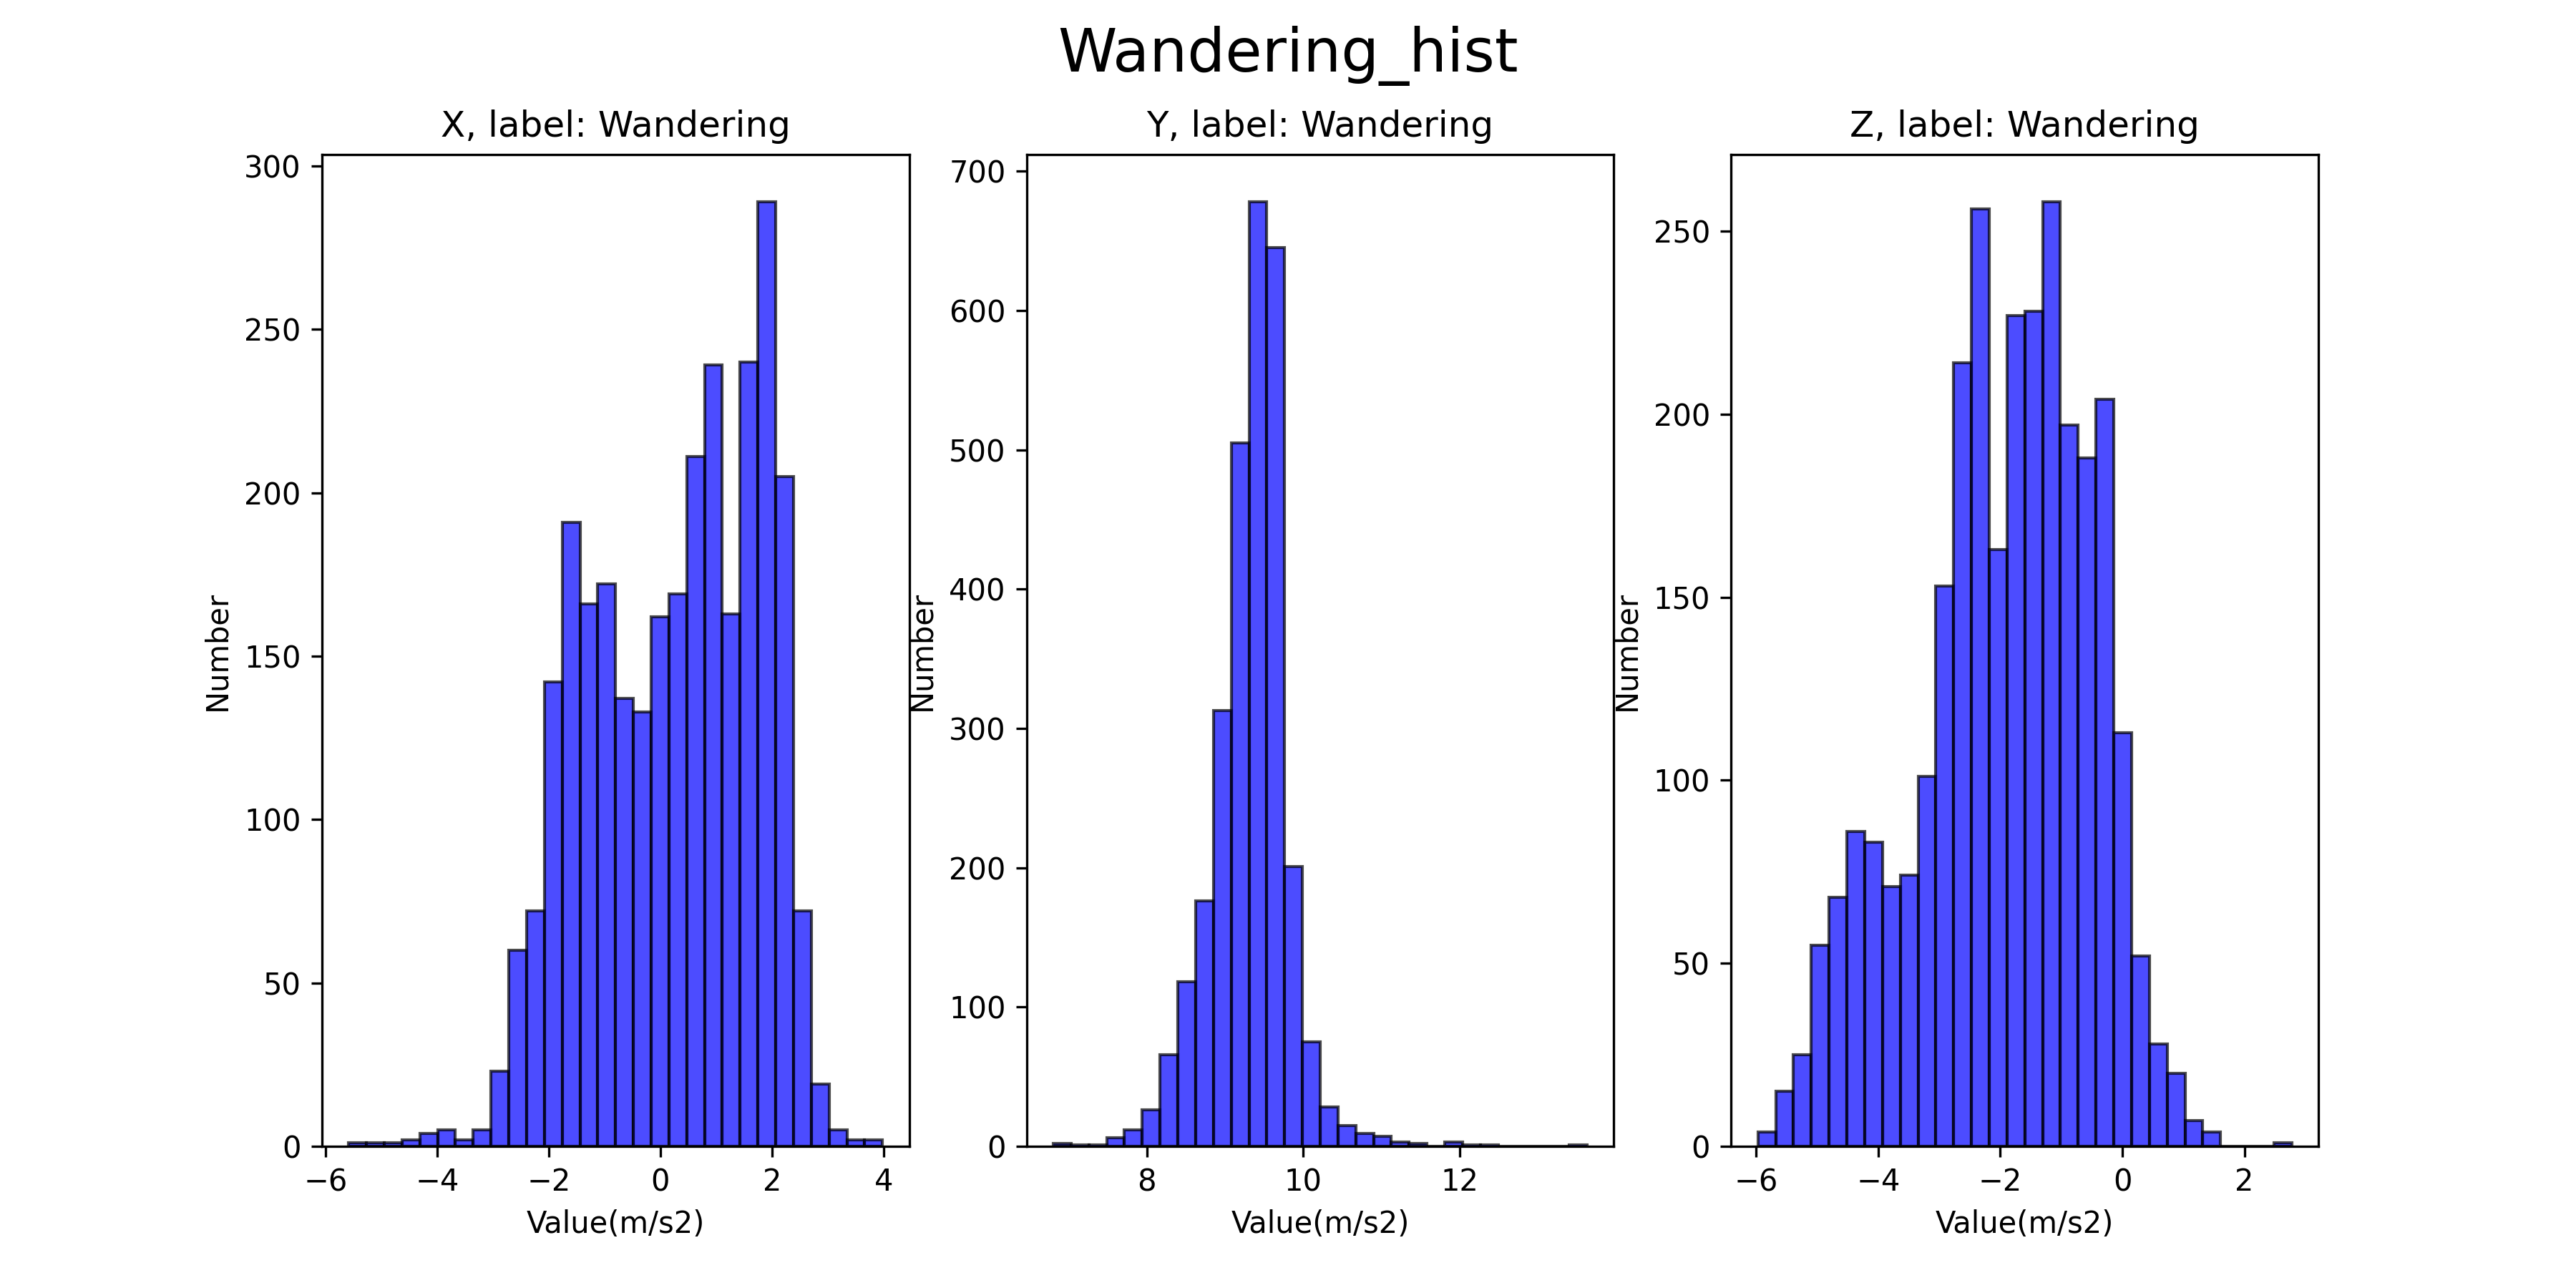 Wandering_hist
X, label: Wandering
300
250
200
150
100
50
0
Number
−6 −4 −2 0 2 4
Value(m/s2)
Y, label: Wandering
700
600
500
400
300
200
100
0
Number
8 10 12
Value(m/s2)
Z, label: Wandering
250
200
150
100
50
0
Number
−6 −4 −2 0 2
Value(m/s2)